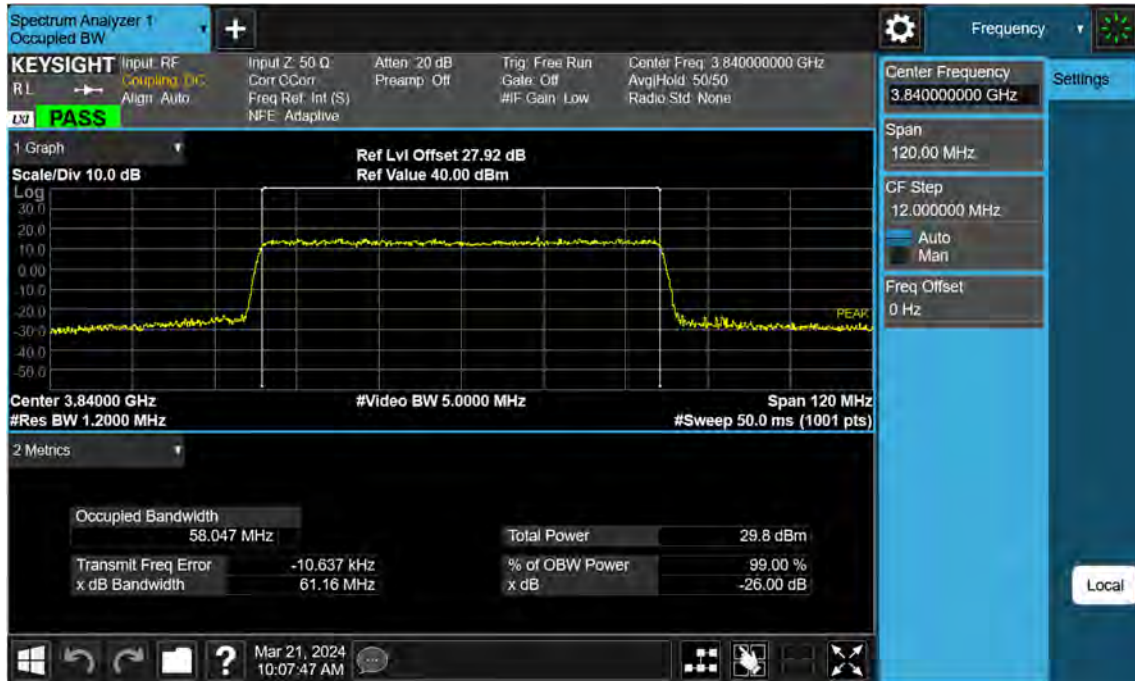 Spectrum Analyzer 1
Occupied BW
+
Frequency
KEYSIGHT
RL
LXI
PASS
Input: RF
Coupling: DC
Align: Auto
Input Z: 50 Ω
Corr CCorr
Freq Ref: Int (S)
NFE: Adaptive
Atten: 20 dB
Preamp: Off
Trig: Free Run
Gate: Off
#IF Gain: Low
Center Freq: 3.840000000 GHz
Avg|Hold: 50/50
Radio Std: None
Center Frequency
3.840000000 GHz
Settings
Span
120.00 MHz
CF Step
12.000000 MHz
Auto
Man
Freq Offset
0 Hz
1 Graph
Scale/Div 10.0 dB
Ref Lvl Offset 27.92 dB
Ref Value 40.00 dBm
Log
30.0
20.0
10.0
0.00
-10.0
-20.0
-30.0
-40.0
-50.0
PEAK
Center 3.84000 GHz
#Res BW 1.2000 MHz
#Video BW 5.0000 MHz
Span 120 MHz
#Sweep 50.0 ms (1001 pts)
2 Metrics
Occupied Bandwidth
58.047 MHz
Transmit Freq Error -10.637 kHz
x dB Bandwidth 61.16 MHz
Total Power 29.8 dBm
% of OBW Power 99.00 %
x dB -26.00 dB
Local
?
Mar 21, 2024
10:07:47 AM